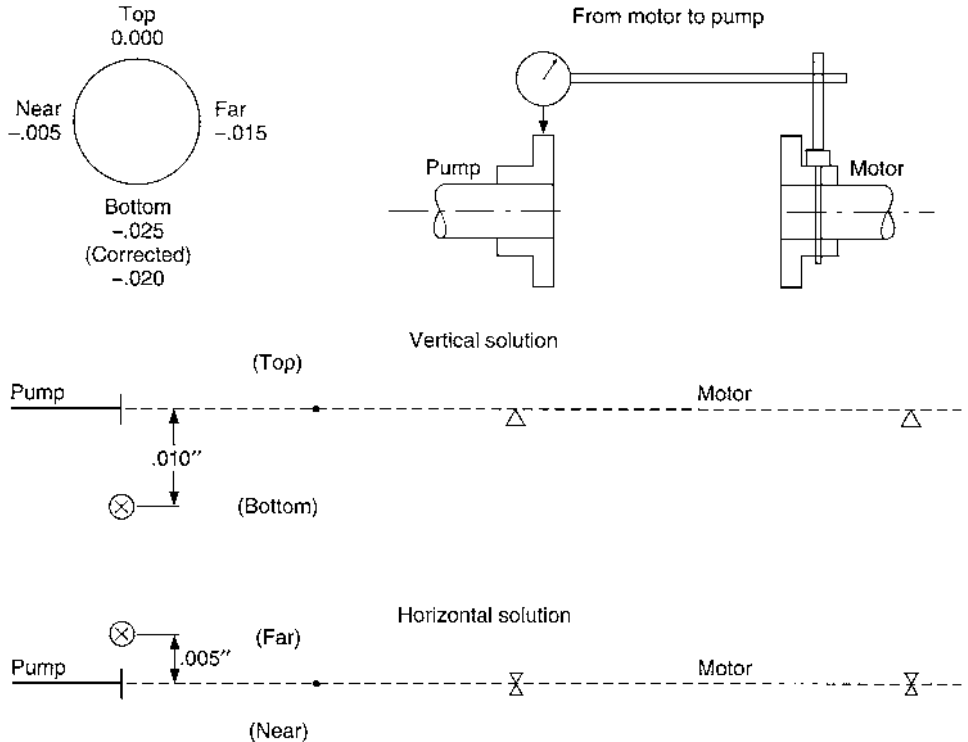 Top
0.000
Near
–.005
Far
–.015
Bottom
–.025
(Corrected)
–.020
From motor to pump
Pump
Motor
Vertical solution
(Top)
Pump
Motor
.010″
(Bottom)
Horizontal solution
(Far)
.005″
Pump
Motor
(Near)